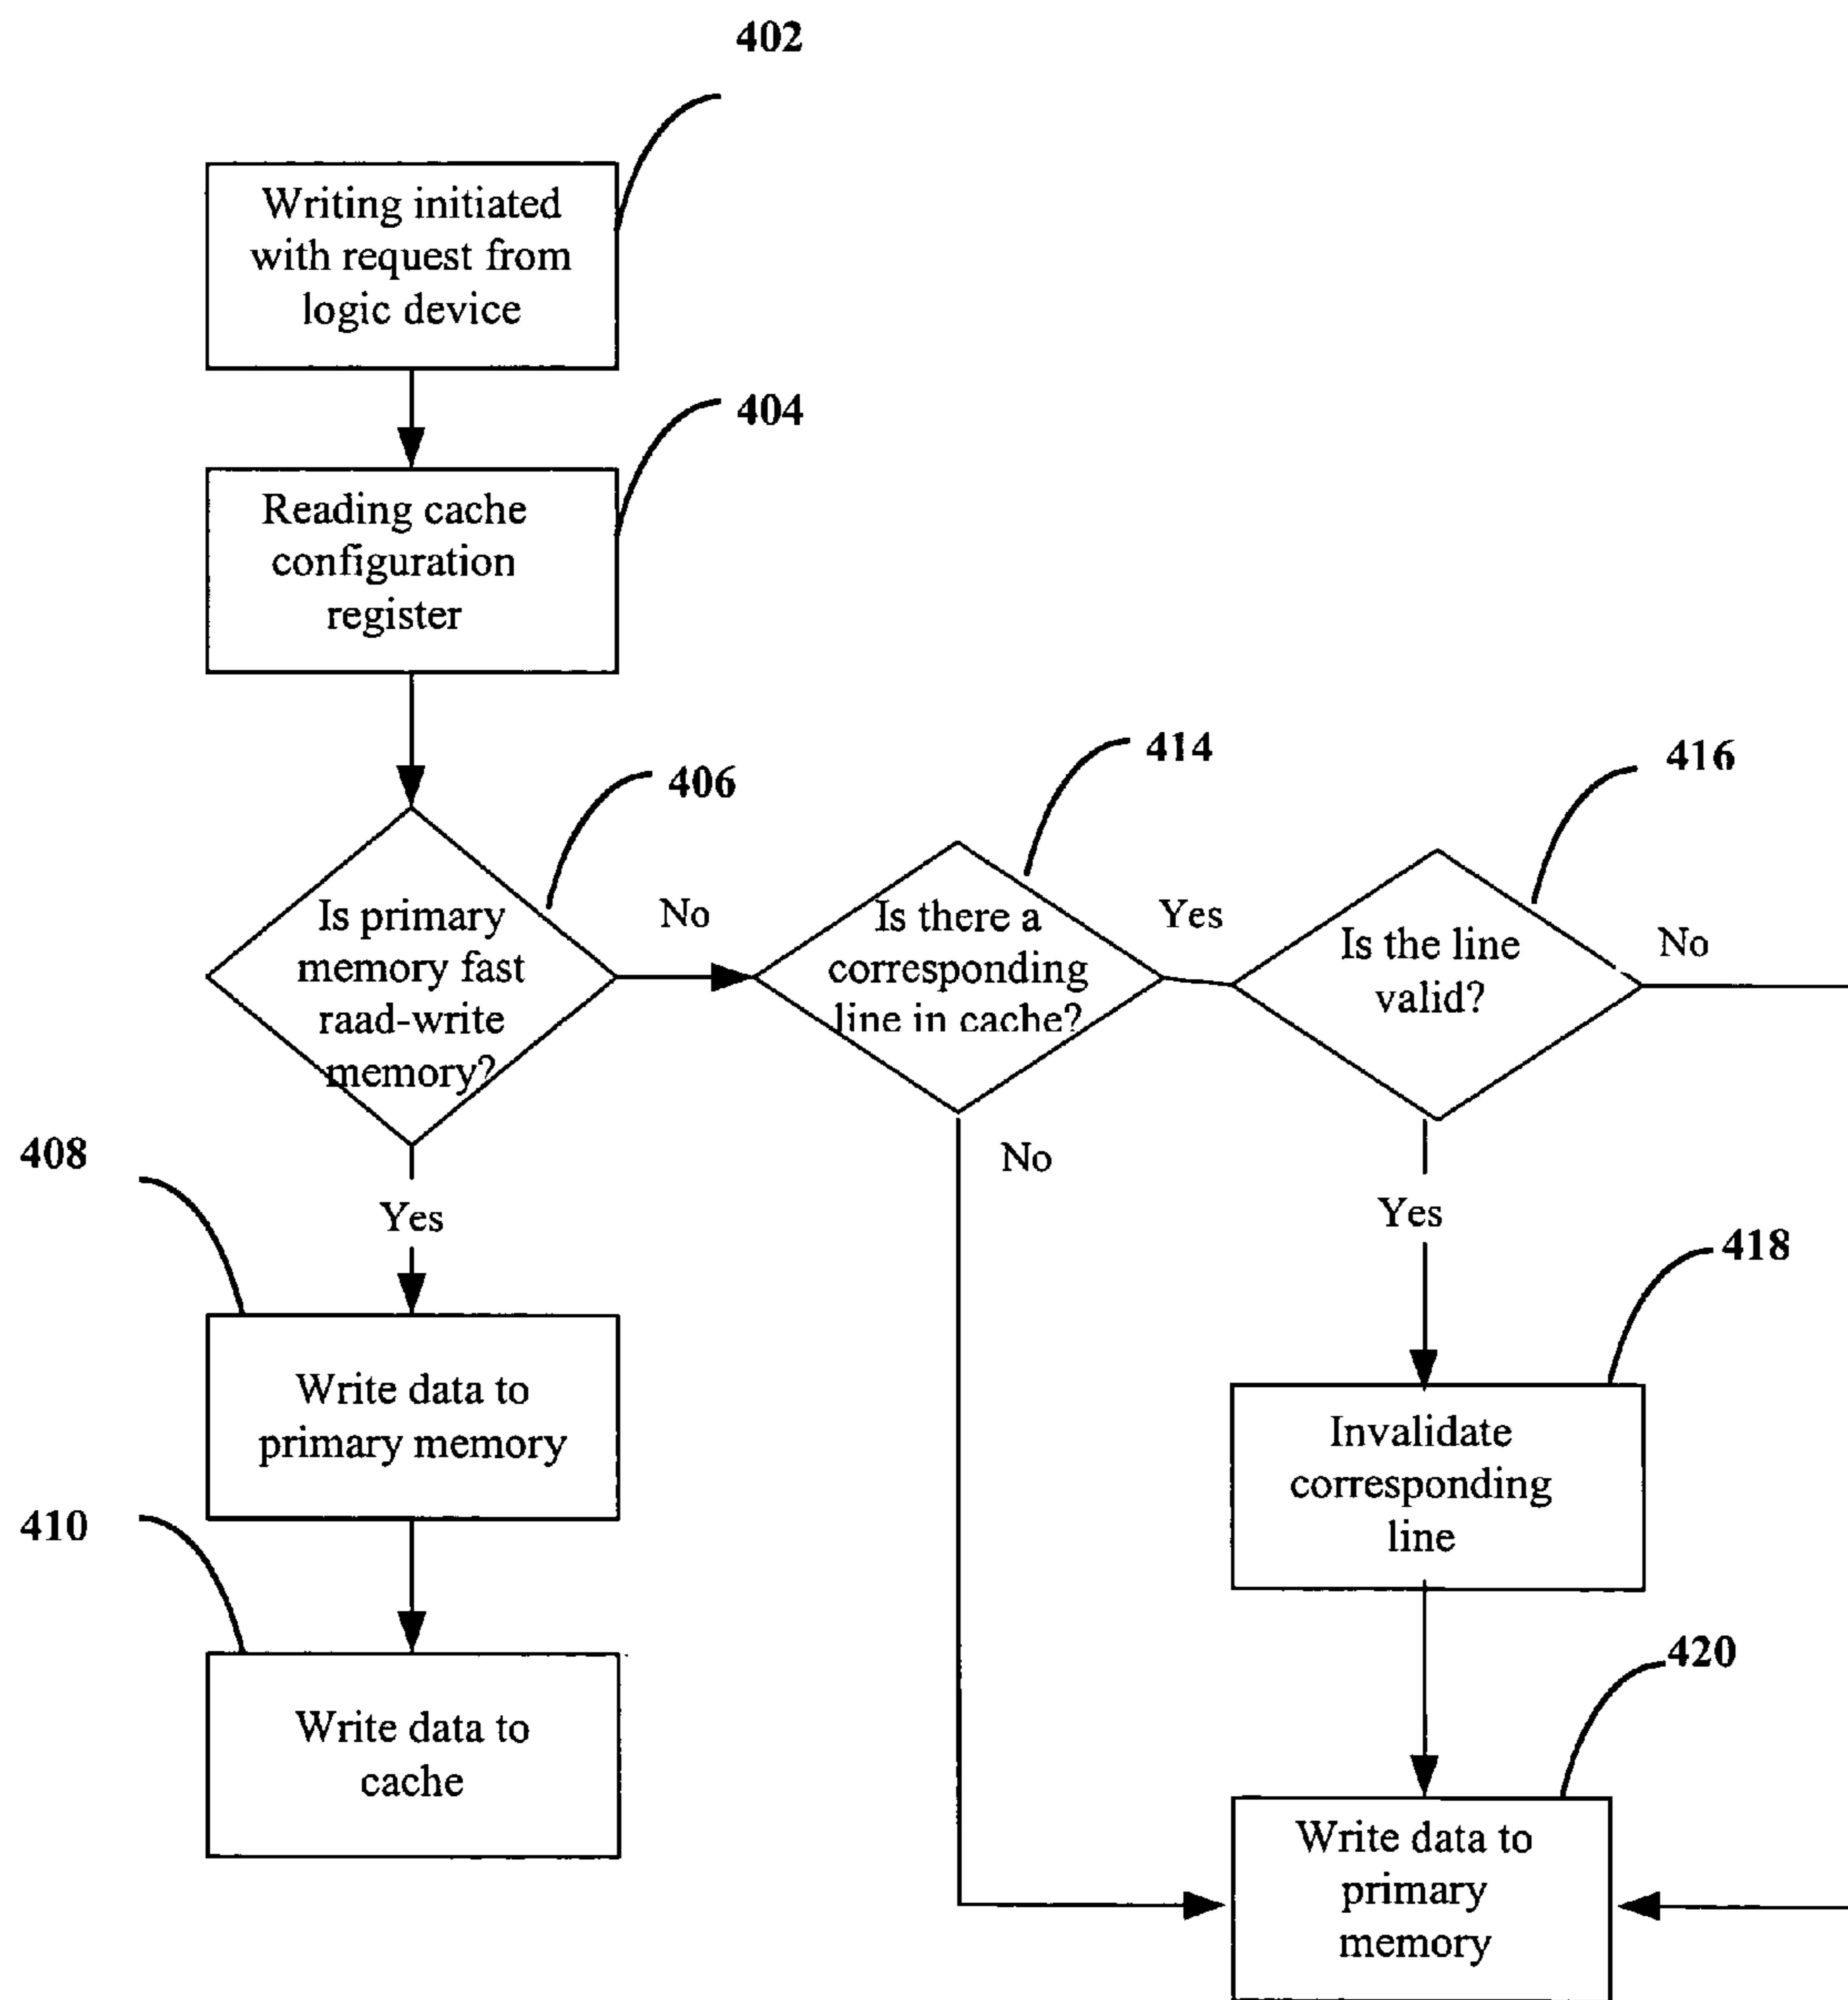 402
Writing initiated
with request from
logic device
404
Reading cache
configuration
register
406
Is primary
memory fast
raad-write
memory?
No
414
Is there a
corresponding
line in cache?
Yes
416
Is the line
valid?
No
408
Yes
No
Yes
418
Write data to
primary memory
Invalidate
corresponding
line
410
Write data to
cache
420
Write data to
primary
memory